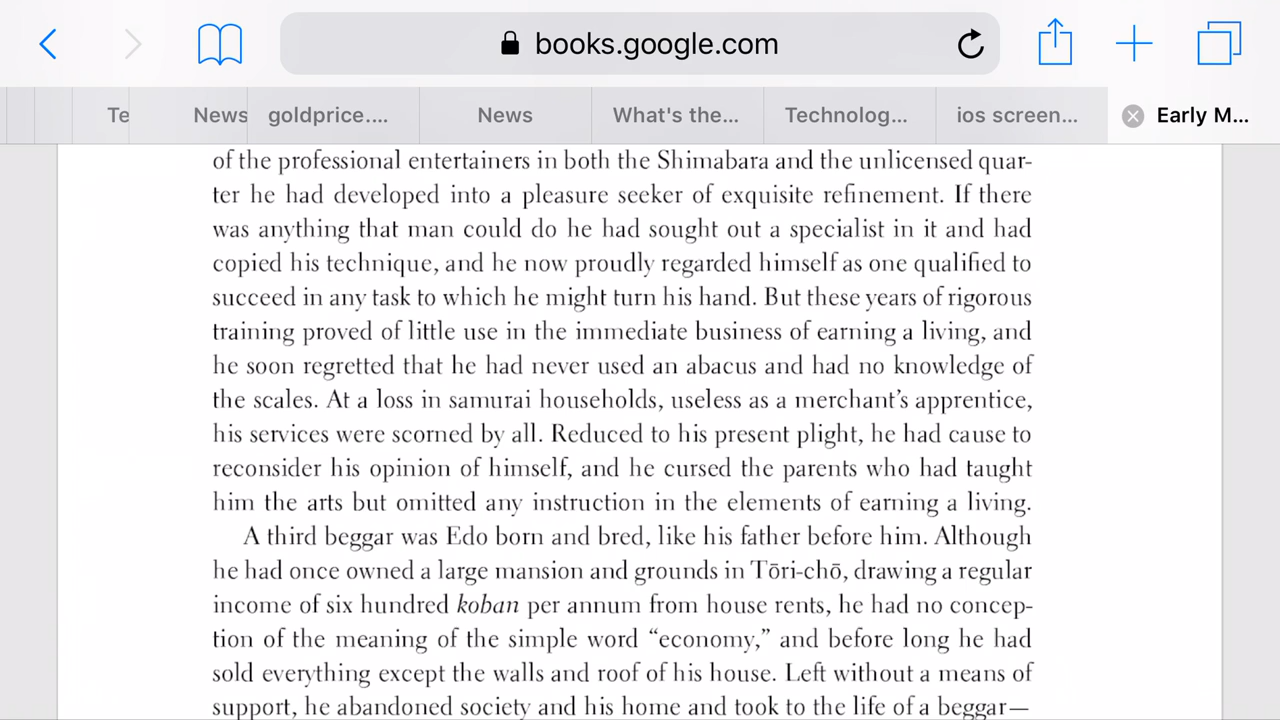 books.google.com
Te
News
goldprice....
News
What's the...
Technolog...
ios screen...
Early M...
of the professional entertainers in both the Shimabara and the unlicensed quar-
ter he had developed into a pleasure seeker of exquisite refinement. If there
was anything that man could do he had sought out a specialist in it and had
copied his technique, and he now proudly regarded himself as one qualified to
succeed in any task to which he might turn his hand. But these years of rigorous
training proved of little use in the immediate business of earning a living, and
he soon regretted that he had never used an abacus and had no knowledge of
the scales. At a loss in samurai households, useless as a merchant's apprentice,
his services were scorned by all. Reduced to his present plight, he had cause to
reconsider his opinion of himself, and he cursed the parents who had taught
him the arts but omitted any instruction in the elements of earning a living.
A third beggar was Edo born and bred, like his father before him. Although
he had once owned a large mansion and grounds in Tōri-chō, drawing a regular
income of six hundred koban per annum from house rents, he had no concep-
tion of the meaning of the simple word “economy,” and before long he had
sold everything except the walls and roof of his house. Left without a means of
support, he abandoned society and his home and took to the life of a beggar—